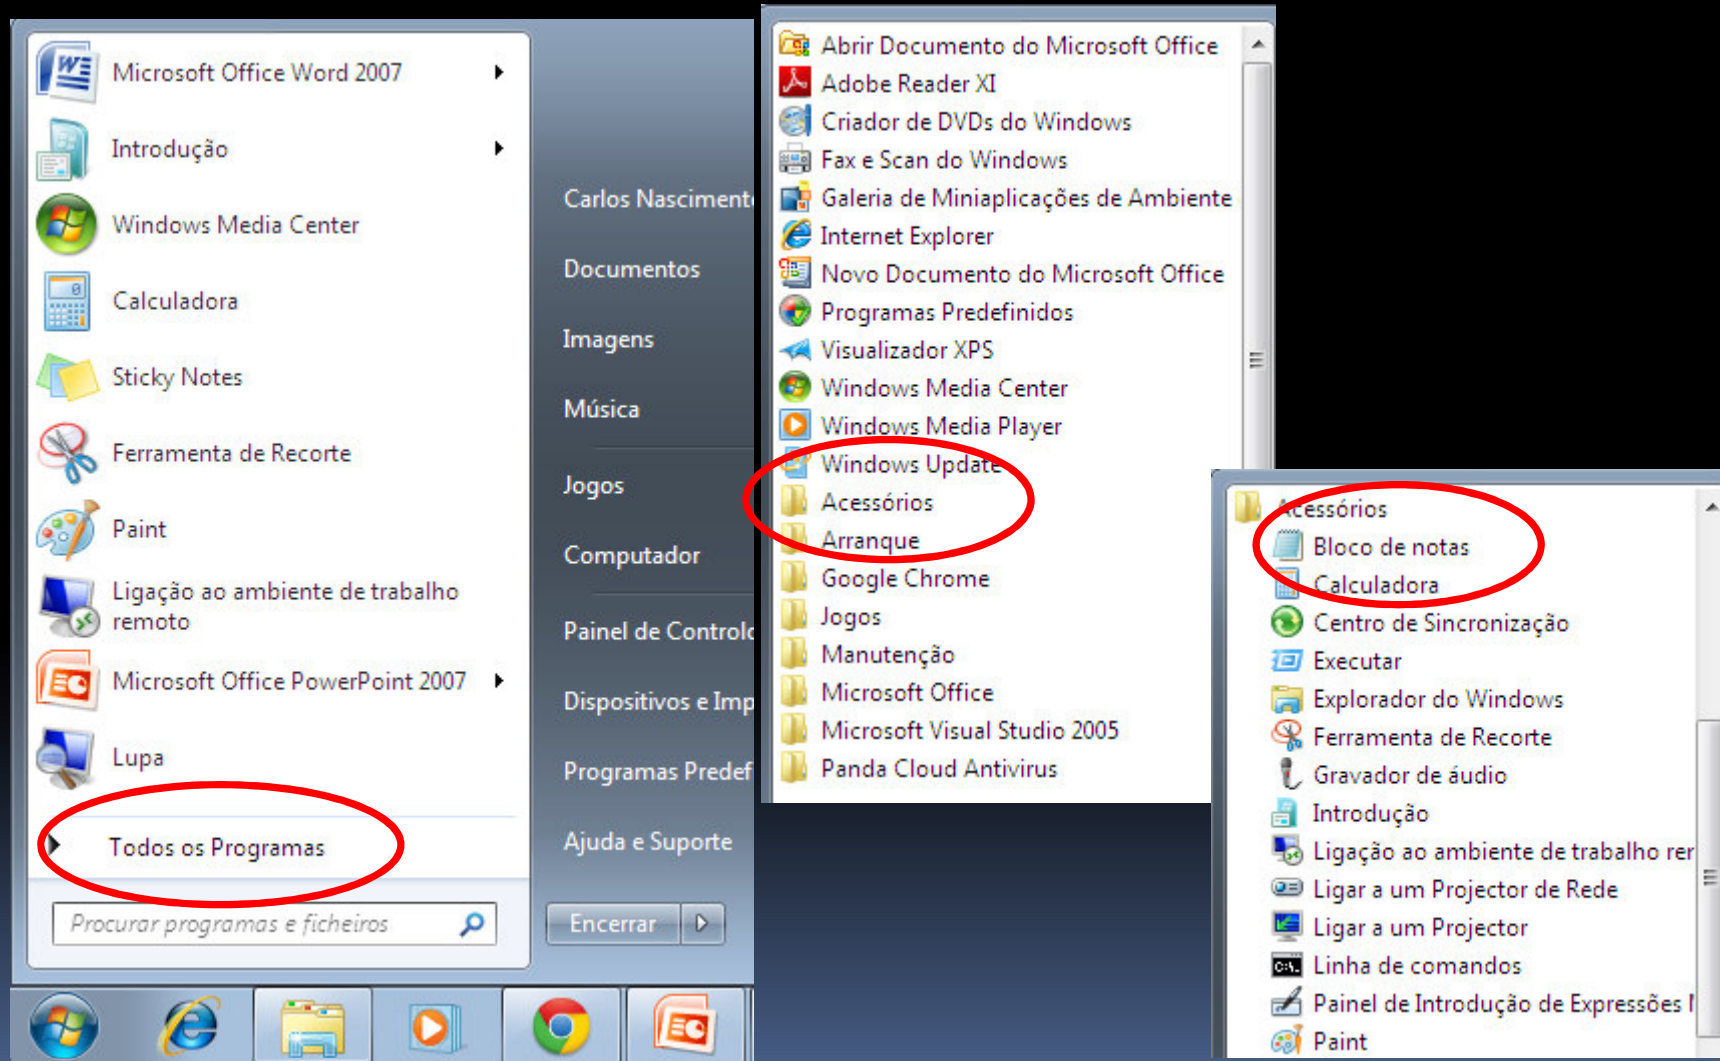 Microsoft Office Word 2007
Introdução
Windows Media Center
Calculadora
Sticky Notes
Ferramenta de Recorte
Paint
Ligação ao ambiente de trabalho
remoto
Microsoft Office PowerPoint 2007
Lupa
Todos os Programas
Procurar programas e ficheiros
Carlos Nasciment
Documentos
Imagens
Música
Jogos
Computador
Painel de Control
Dispositivos e Imp
Programas Predef
Ajuda e Suporte
Encerrar
Abrir Documento do Microsoft Office
Adobe Reader XI
Criador de DVDs do Windows
Fax e Scan do Windows
Galeria de Miniaplicações de Ambiente
Internet Explorer
Novo Documento do Microsoft Office
Programas Predefinidos
Visualizador XPS
Windows Media Center
Windows Media Player
Windows Update
Acessórios
Arranque
Google Chrome
Jogos
Manutenção
Microsoft Office
Microsoft Visual Studio 2005
Panda Cloud Antivirus
Acessórios
Bloco de notas
Calculadora
Centro de Sincronização
Executar
Explorador do Windows
Ferramenta de Recorte
Gravador de áudio
Introdução
Ligação ao ambiente de trabalho rer
Ligar a um Projector de Rede
Ligar a um Projector
Linha de comandos
Painel de Introdução de Expressões
Paint